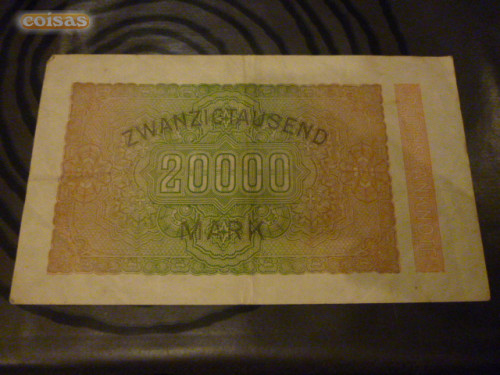 coisas
ZWANZIGTAUSEND
20000
MARK